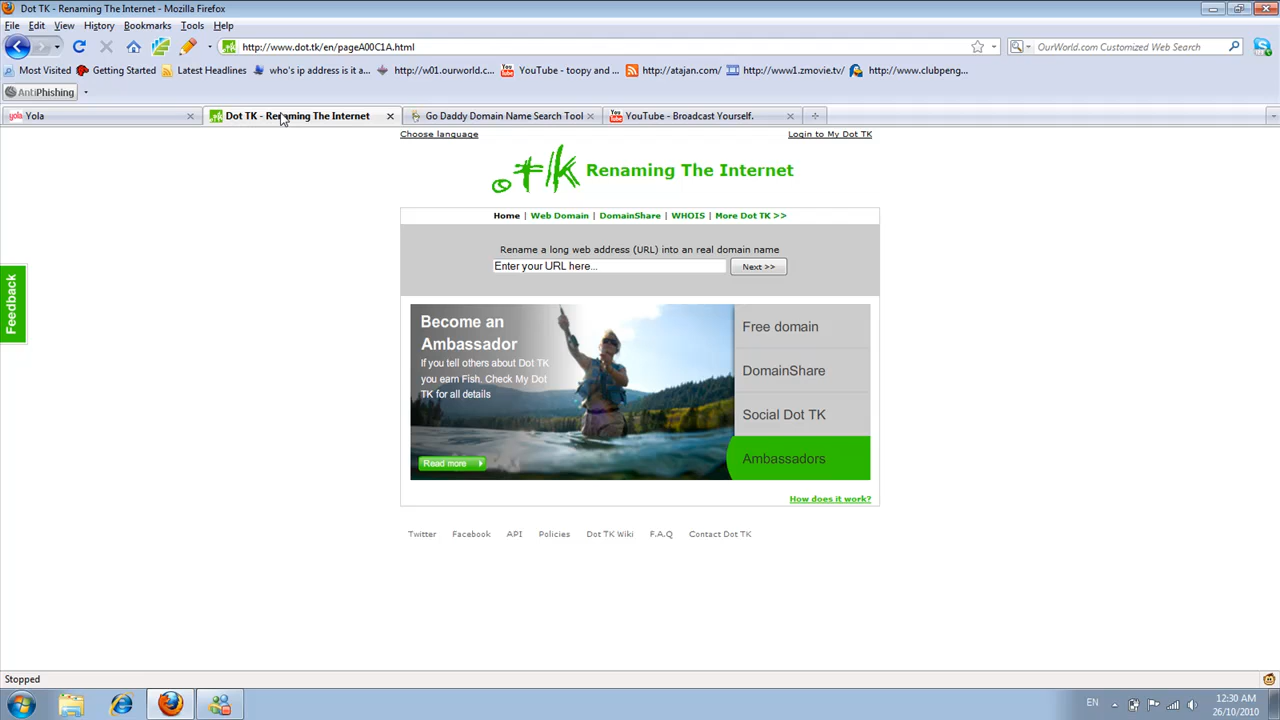 Dot TK - Renaming The Internet - Mozilla Firefox
File Edit View History Bookmarks Tools Help
http://www.dot.tk/en/pageA00C1A.html
OurWorld.com Customized Web Search
Most Visited Getting Started Latest Headlines who's ip address is it a... http://w01.ourworld.c... YouTube - toopy and ... http://atajan.com/ http://www1.zmovie.tv/ http://www.clubpeng...
AntiPhishing
yola Yola Dot TK - Renaming The Internet Go Daddy Domain Name Search Tool YouTube - Broadcast Yourself.
Choose language Login to My Dot TK
.TK Renaming The Internet
Home | Web Domain | DomainShare | WHOIS | More Dot TK >>
Rename a long web address (URL) into an real domain name
Enter your URL here... Next >>
Feedback
Become an
Ambassador
If you tell others about Dot TK
you earn Fish. Check My Dot
TK for all details
Read more
Free domain
DomainShare
Social Dot TK
Ambassadors
How does it work?
Twitter Facebook API Policies Dot TK Wiki F.A.Q Contact Dot TK
Stopped
EN 12:30 AM
26/10/2010